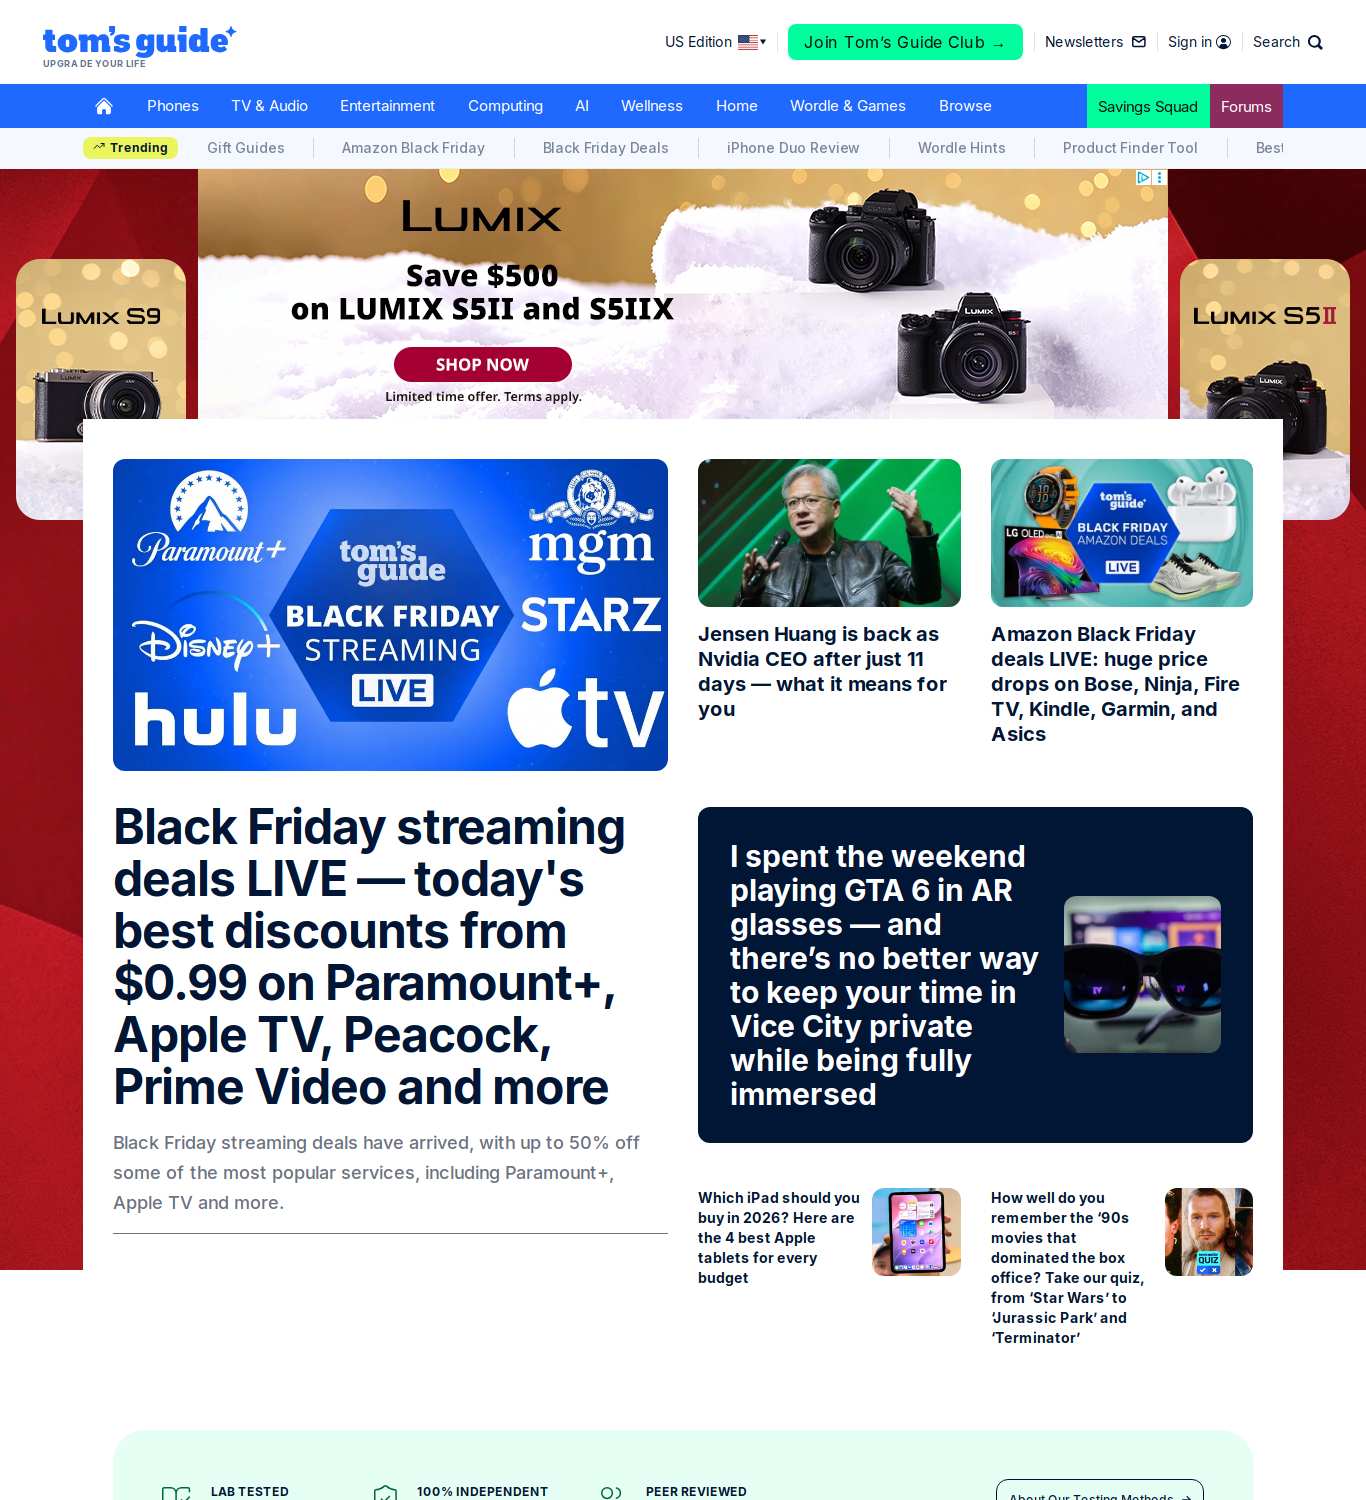 tom's guide
UPGRADE YOUR LIFE
US Edition
Join Tom's Guide Club →
Newsletters
Sign in
Search
Phones
TV & Audio
Entertainment
Computing
AI
Wellness
Home
Wordle & Games
Browse
Savings Squad
Forums
Trending
Gift Guides
Amazon Black Friday
Black Friday Deals
iPhone Duo Review
Wordle Hints
Product Finder Tool
Best
LUMIX
Save $500
on LUMIX S5II and S5IIX
SHOP NOW
Limited time offer. Terms apply.
LUMIX S9
LUMIX S5II
Paramount+
Disney+
hulu
tom's guide
BLACK FRIDAY
STREAMING
LIVE
mgm
STARZ
tv
Black Friday streaming
deals LIVE — today's
best discounts from
$0.99 on Paramount+,
Apple TV, Peacock,
Prime Video and more
Black Friday streaming deals have arrived, with up to 50% off
some of the most popular services, including Paramount+,
Apple TV and more.
Jensen Huang is back as
Nvidia CEO after just 11
days — what it means for
you
tom's guide
BLACK FRIDAY
AMAZON DEALS
LIVE
LG OLED
Amazon Black Friday
deals LIVE: huge price
drops on Bose, Ninja, Fire
TV, Kindle, Garmin, and
Asics
I spent the weekend
playing GTA 6 in AR
glasses — and
there's no better way
to keep your time in
Vice City private
while being fully
immersed
Which iPad should you
buy in 2026? Here are
the 4 best Apple
tablets for every
budget
How well do you
remember the '90s
movies that
dominated the box
office? Take our quiz,
from 'Star Wars' to
'Jurassic Park' and
'Terminator'
QUIZ
LAB TESTED
100% INDEPENDENT
PEER REVIEWED
About Our Testing Methods →